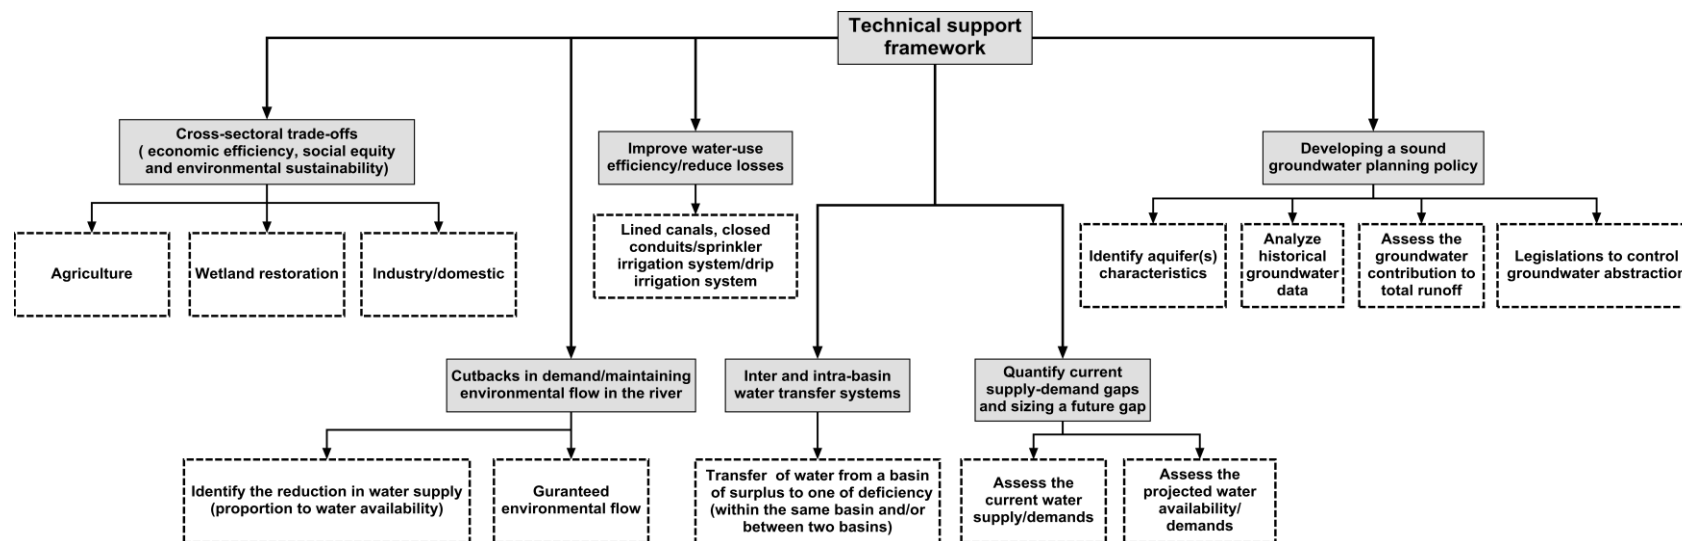 Technical support
framework
Cross-sectoral trade-offs
( economic efficiency, social equity
and environmental sustainability)
Improve water-use
efficiency/reduce losses
Developing a sound
groundwater planning policy
Agriculture
Wetland restoration
Industry/domestic
Lined canals, closed
conduits/sprinkler
irrigation system/drip
irrigation system
Identify aquifer(s)
characteristics
Analyze
historical
groundwater
data
Assess the
groundwater
contribution to
total runoff
Legislations to control
groundwater abstraction
Cutbacks in demand/maintaining
environmental flow in the river
Inter and intra-basin
water transfer systems
Quantify current
supply-demand gaps
and sizing a future gap
Identify the reduction in water supply
(proportion to water availability)
Guranteed
environmental flow
Transfer of water from a basin
of surplus to one of deficiency
(within the same basin and/or
between two basins)
Assess the
current water
supply/demands
Assess the
projected water
availability/
demands